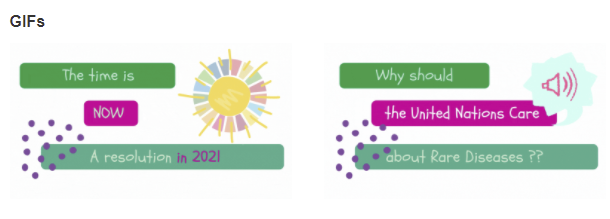 GIFs
The time is
NOW
A resolution in 2021
Why should
the United Nations Care
about Rare Diseases ??